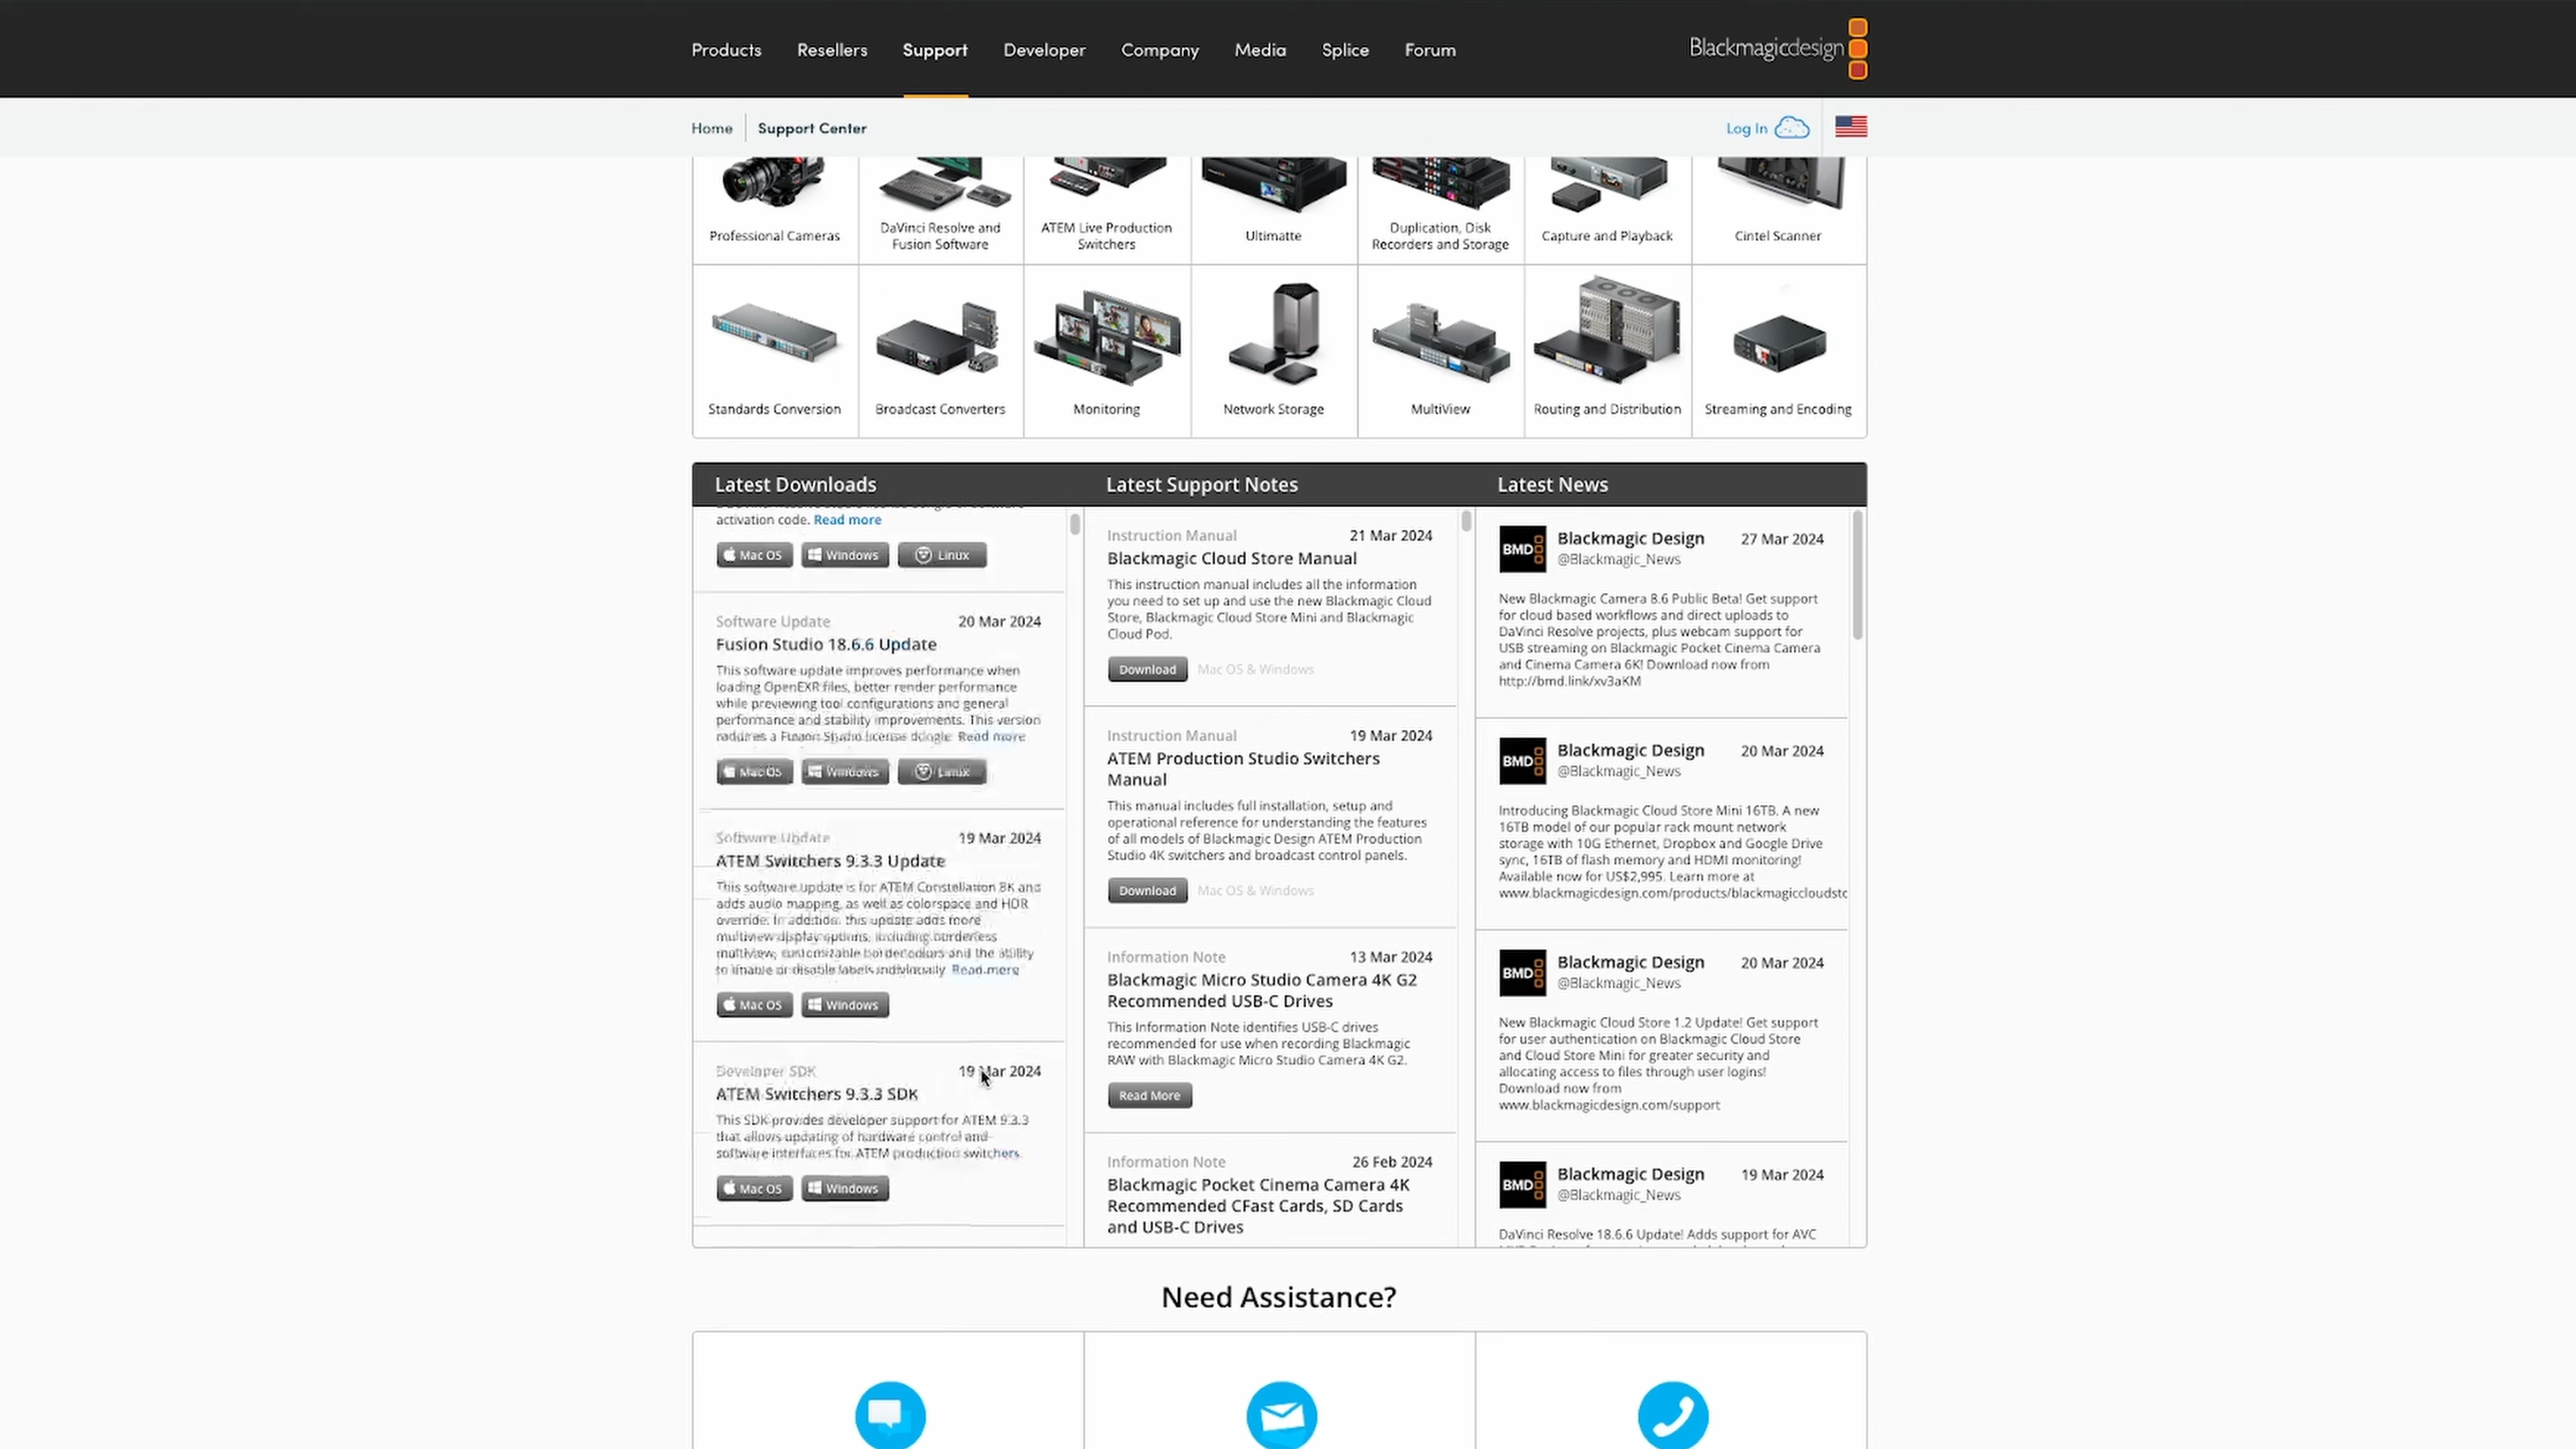 Products Resellers Support Developer Company Media Splice Forum
Blackmagicdesign
Home Support Center
Log In
Professional Cameras
DaVinci Resolve and
Fusion Software
ATEM Live Production
Switchers
Ultimatte
Duplication, Disk
Recorders and Storage
Capture and Playback
Cintel Scanner
Standards Conversion
Broadcast Converters
Monitoring
Network Storage
MultiView
Routing and Distribution
Streaming and Encoding
Latest Downloads
activation code. Read more
Mac OS Windows Linux
Software Update 20 Mar 2024
Fusion Studio 18.6.6 Update
This software update improves performance when
loading OpenEXR files, better render performance
while previewing tool configurations and general
performance and stability improvements. This version
requires a Fusion Studio license dongle Read more
Mac OS Windows Linux
Software Update 19 Mar 2024
ATEM Switchers 9.3.3 Update
This software update is for ATEM Constellation 8K and
adds audio mapping, as well as colorspace and HDR
override. In addition, this update adds more
multiview display options, including borderless
multiview, customizable border colors and the ability
to enable or disable labels individually Read more
Mac OS Windows
Developer SDK 19 Mar 2024
ATEM Switchers 9.3.3 SDK
This SDK provides developer support for ATEM 9.3.3
that allows updating of hardware control and
software interfaces for ATEM production switchers
Mac OS Windows
Latest Support Notes
Instruction Manual 21 Mar 2024
Blackmagic Cloud Store Manual
This instruction manual includes all the information
you need to set up and use the new Blackmagic Cloud
Store, Blackmagic Cloud Store Mini and Blackmagic
Cloud Pod.
Download Mac OS & Windows
Instruction Manual 19 Mar 2024
ATEM Production Studio Switchers
Manual
This manual includes full installation, setup and
operational reference for understanding the features
of all models of Blackmagic Design ATEM Production
Studio 4K switchers and broadcast control panels.
Download Mac OS & Windows
Information Note 13 Mar 2024
Blackmagic Micro Studio Camera 4K G2
Recommended USB-C Drives
This Information Note identifies USB-C drives
recommended for use when recording Blackmagic
RAW with Blackmagic Micro Studio Camera 4K G2.
Read More
Information Note 26 Feb 2024
Blackmagic Pocket Cinema Camera 4K
Recommended CFast Cards, SD Cards
and USB-C Drives
Latest News
BMD Blackmagic Design 27 Mar 2024
@Blackmagic_News
New Blackmagic Camera 8.6 Public Beta! Get support
for cloud based workflows and direct uploads to
DaVinci Resolve projects, plus webcam support for
USB streaming on Blackmagic Pocket Cinema Camera
and Cinema Camera 6K! Download now from
http://bmd.link/xv3aKM
BMD Blackmagic Design 20 Mar 2024
@Blackmagic_News
Introducing Blackmagic Cloud Store Mini 16TB. A new
16TB model of our popular rack mount network
storage with 10G Ethernet, Dropbox and Google Drive
sync, 16TB of flash memory and HDMI monitoring!
Available now for US$2,995. Learn more at
www.blackmagicdesign.com/products/blackmagiccloudsto
BMD Blackmagic Design 20 Mar 2024
@Blackmagic_News
New Blackmagic Cloud Store 1.2 Update! Get support
for user authentication on Blackmagic Cloud Store
and Cloud Store Mini for greater security and
allocating access to files through user logins!
Download now from
www.blackmagicdesign.com/support
BMD Blackmagic Design 19 Mar 2024
@Blackmagic_News
DaVinci Resolve 18.6.6 Update! Adds support for AVC
Need Assistance?